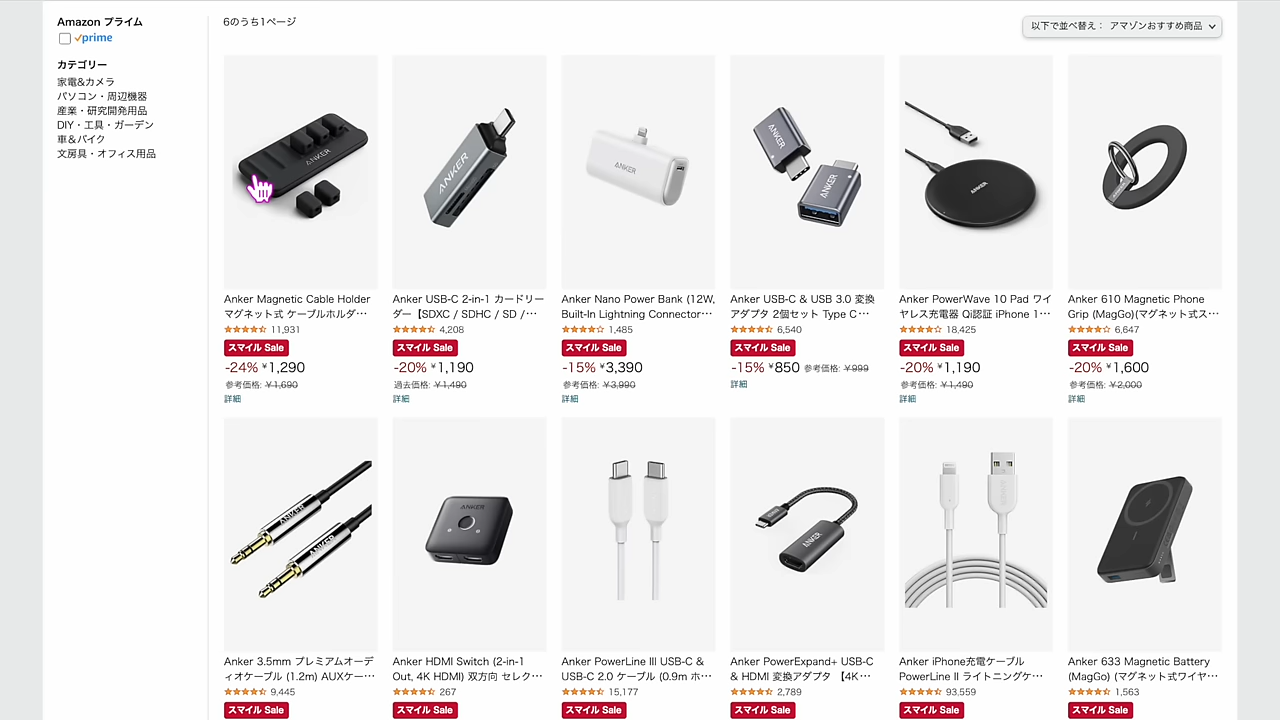 Amazon プライム
prime
カテゴリー
家電&カメラ
パソコン・周辺機器
産業・研究開発用品
DIY・工具・ガーデン
車&バイク
文房具・オフィス用品
6のうち1ページ
以下で並べ替え： アマゾンおすすめ商品
ANKER
ANKER
ANKER
ANKER
ANKER
ANKER
Anker Magnetic Cable Holder
マグネット式 ケーブルホルダ…
11,931
スマイル Sale
-24% ¥1,290
参考価格: ¥1,690
詳細
Anker USB-C 2-in-1 カードリー
ダー【SDXC / SDHC / SD /…
4,208
スマイル Sale
-20% ¥1,190
過去価格: ¥1,490
詳細
Anker Nano Power Bank (12W,
Built-In Lightning Connector…
1,485
スマイル Sale
-15% ¥3,390
参考価格: ¥3,990
詳細
Anker USB-C & USB 3.0 変換
アダプタ 2個セット Type C…
6,540
スマイル Sale
-15% ¥850 参考価格: ¥999
詳細
Anker PowerWave 10 Pad ワイ
ヤレス充電器 Qi認証 iPhone 1…
18,425
スマイル Sale
-20% ¥1,190
参考価格: ¥1,490
詳細
Anker 610 Magnetic Phone
Grip (MagGo)(マグネット式ス…
6,647
スマイル Sale
-20% ¥1,600
参考価格: ¥2,000
詳細
ANKER
ANKER
ANKER
ANKER
Anker 3.5mm プレミアムオーデ
ィオケーブル (1.2m) AUXケー…
9,445
スマイル Sale
Anker HDMI Switch (2-in-1
Out, 4K HDMI) 双方向 セレク…
267
スマイル Sale
Anker PowerLine III USB-C &
USB-C 2.0 ケーブル (0.9m ホ…
15,177
スマイル Sale
Anker PowerExpand+ USB-C
& HDMI 変換アダプタ 【4K…
2,789
スマイル Sale
Anker iPhone充電ケーブル
PowerLine II ライトニングケ…
93,559
スマイル Sale
Anker 633 Magnetic Battery
(MagGo) (マグネット式ワイヤ…
1,563
スマイル Sale